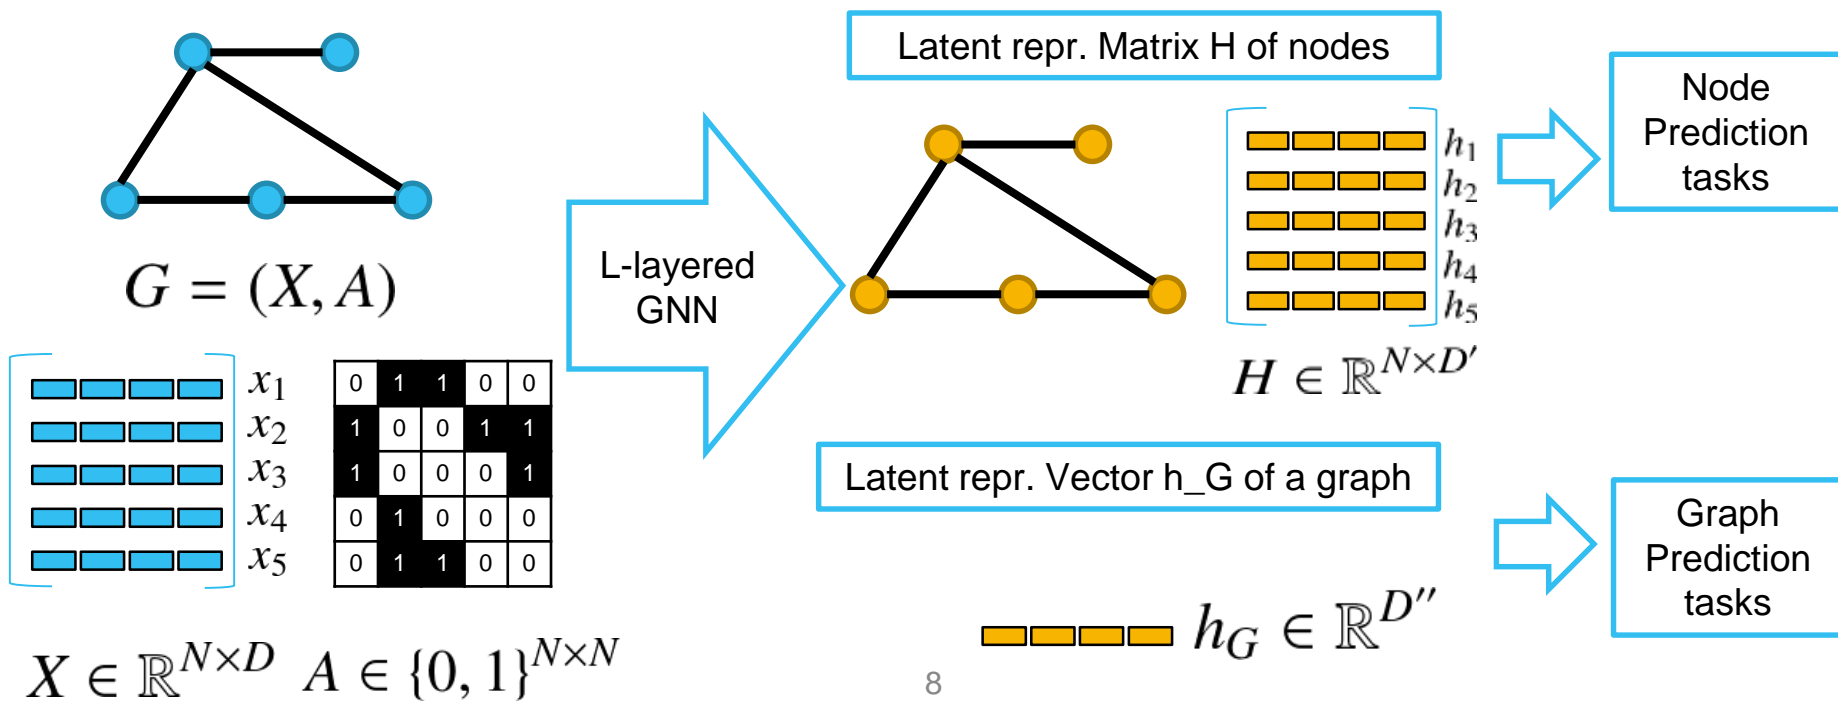 G = (X, A)
x₁
x₂
x₃
x₄
x₅
0 1 1 0 0
1 0 0 1 1
1 0 0 0 1
0 1 0 0 0
0 1 1 0 0
X ∈ ℝ^{N×D} A ∈ {0, 1}^{N×N}
L-layered
GNN
Latent repr. Matrix H of nodes
h₁
h₂
h₃
h₄
h₅
H ∈ ℝ^{N×D′}
Node
Prediction
tasks
Latent repr. Vector h_G of a graph
h_G ∈ ℝ^{D″}
Graph
Prediction
tasks
8